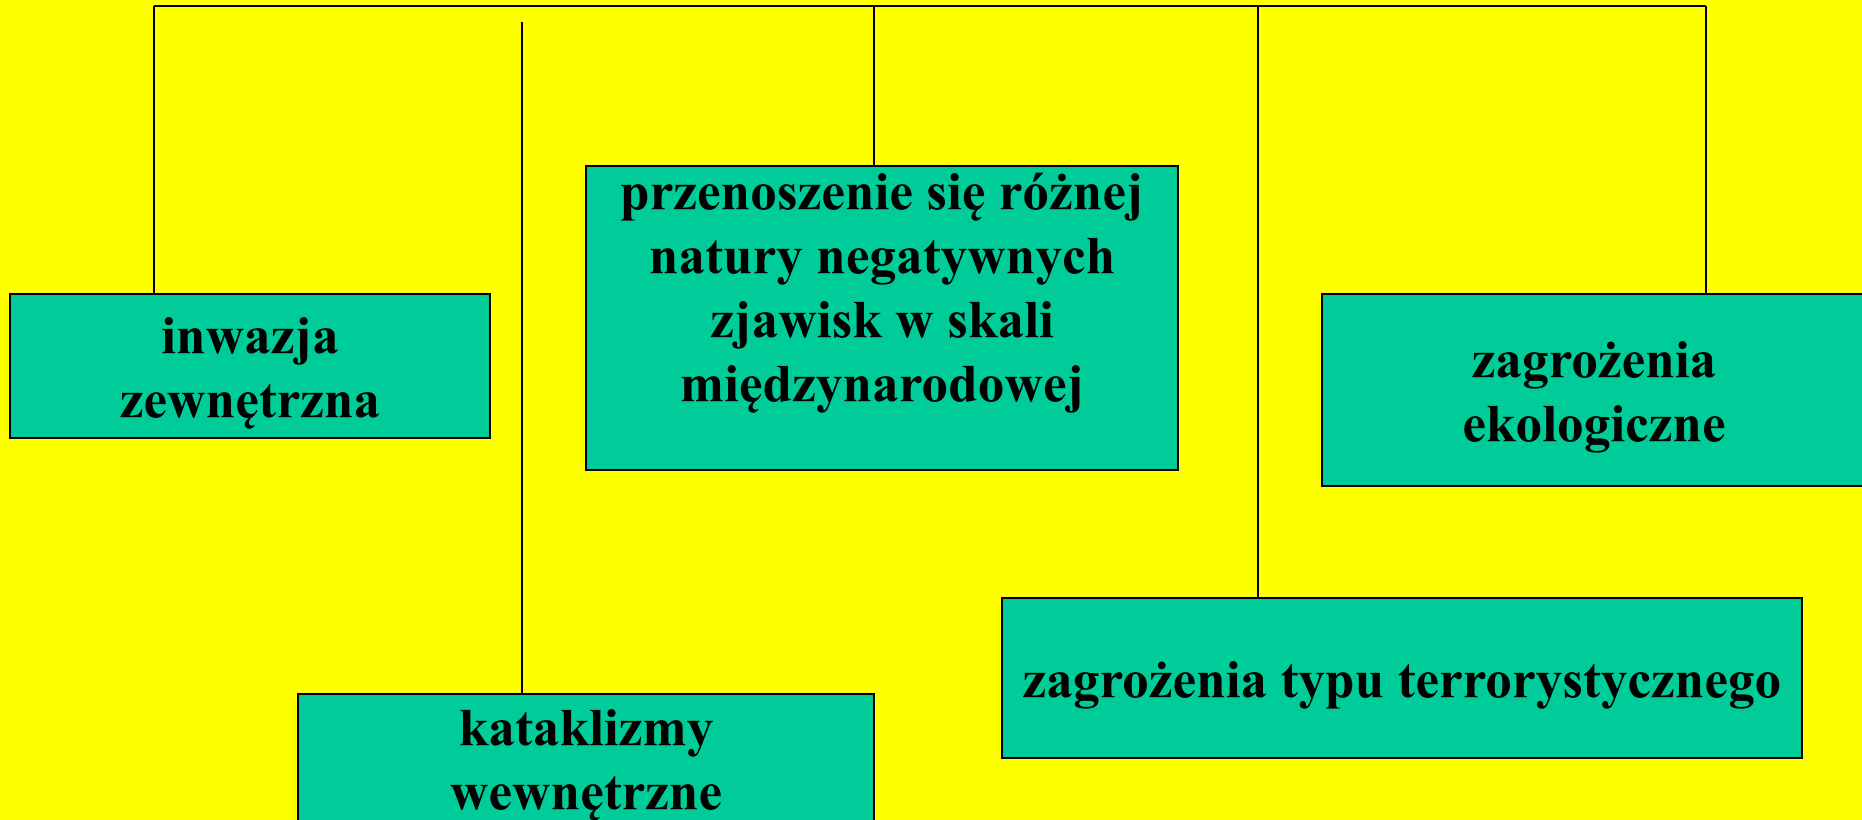 inwazja
zewnętrzna
kataklizmy
wewnętrzne
przenoszenie się różnej
natury negatywnych
zjawisk w skali
międzynarodowej
zagrożenia typu terrorystycznego
zagrożenia
ekologiczne